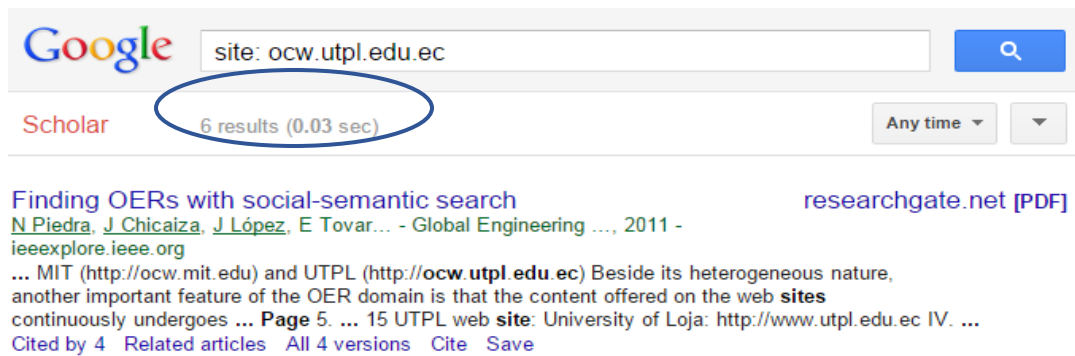 Google site: ocw.utpl.edu.ec
Scholar 6 results (0.03 sec) Any time
Finding OERs with social-semantic search researchgate.net [PDF]
N Piedra, J Chicaiza, J López, E Tovar... - Global Engineering ..., 2011 -
ieeexplore.ieee.org
... MIT (http://ocw.mit.edu) and UTPL (http://ocw.utpl.edu.ec) Beside its heterogeneous nature,
another important feature of the OER domain is that the content offered on the web sites
continuously undergoes ... Page 5. ... 15 UTPL web site: University of Loja: http://www.utpl.edu.ec IV. ...
Cited by 4 Related articles All 4 versions Cite Save